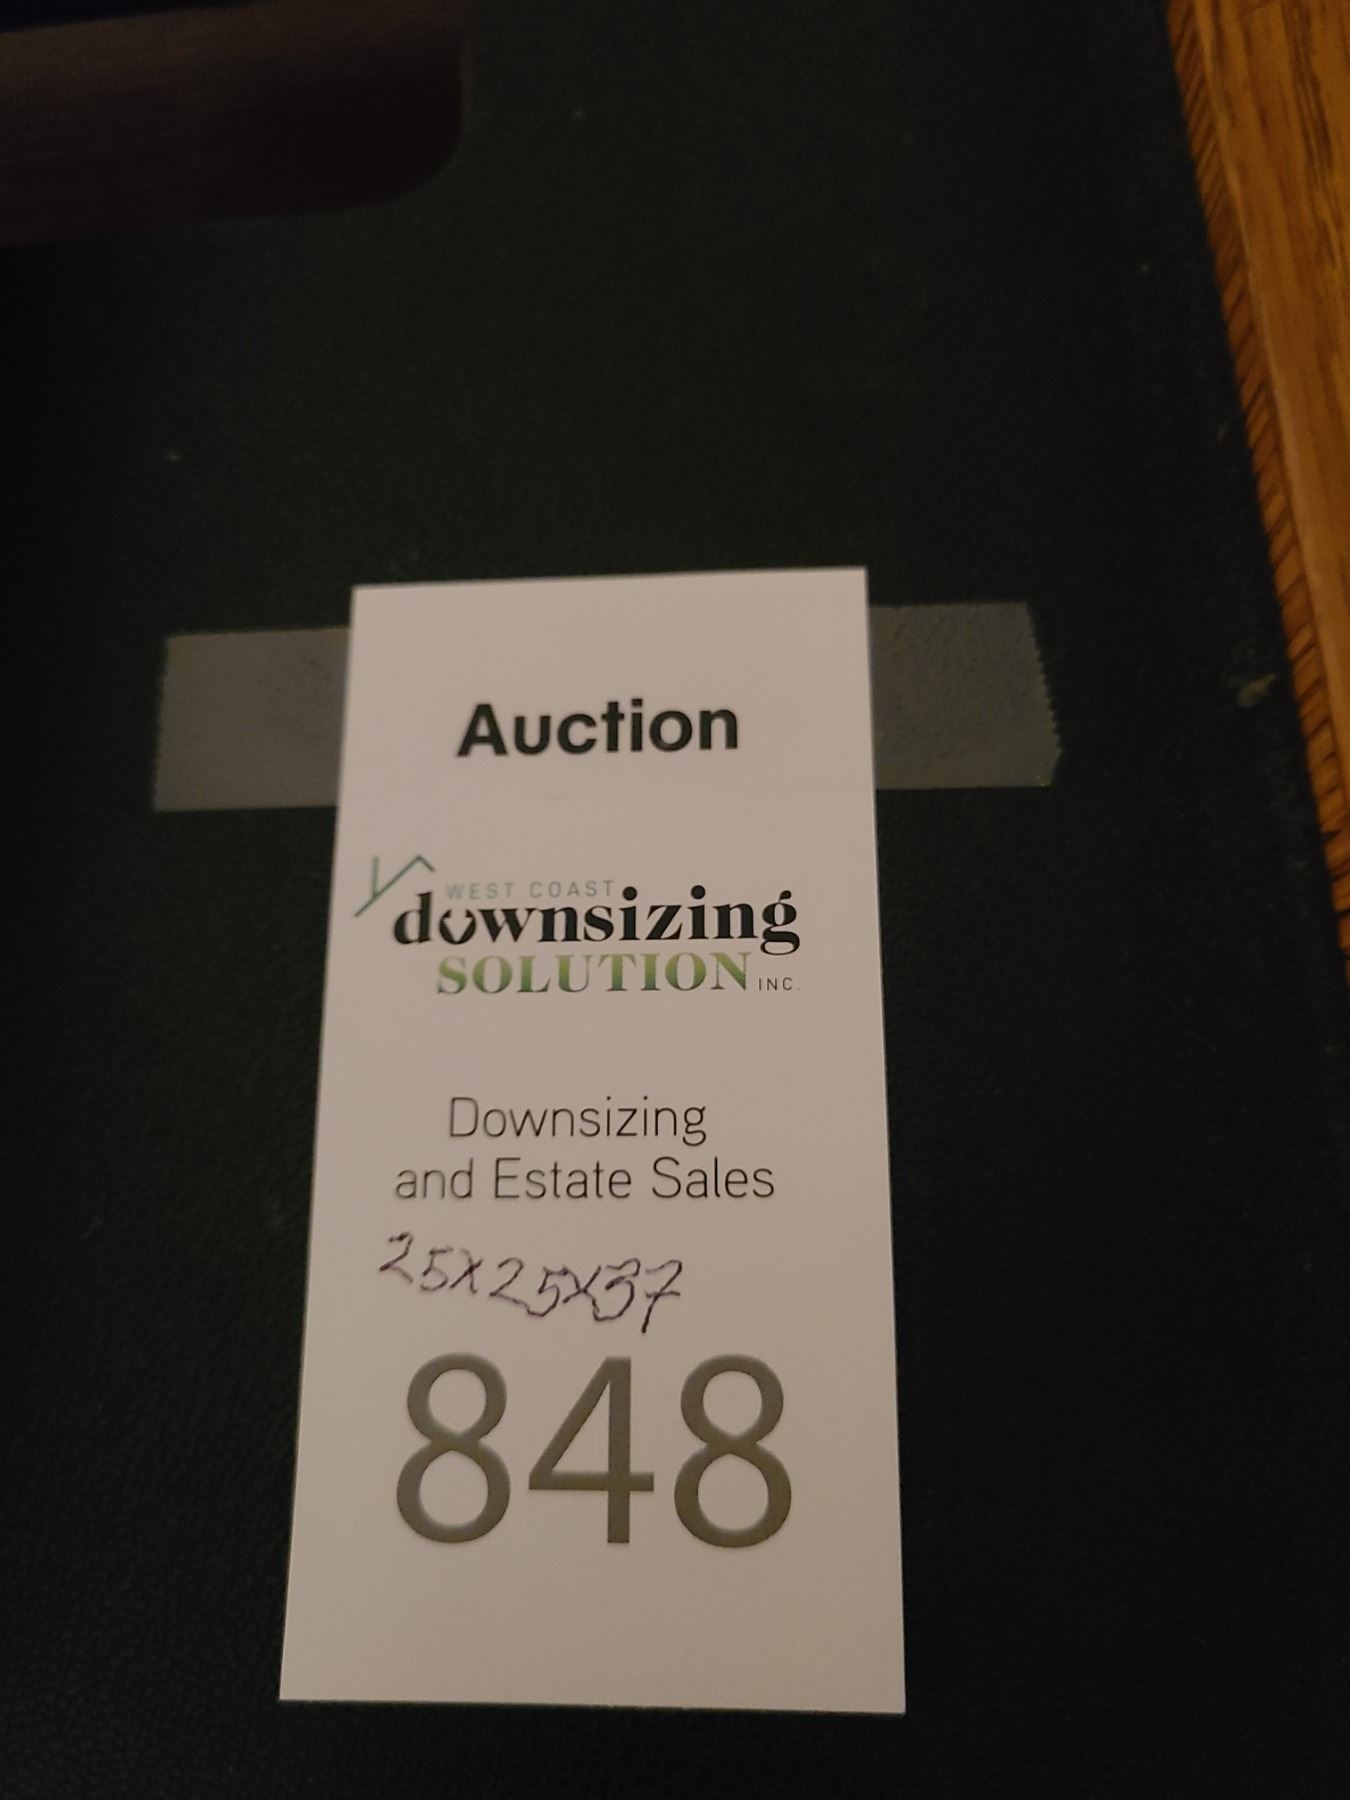 Auction
WEST COAST
downsizing
SOLUTION INC.
Downsizing
and Estate Sales
25x25x37
848